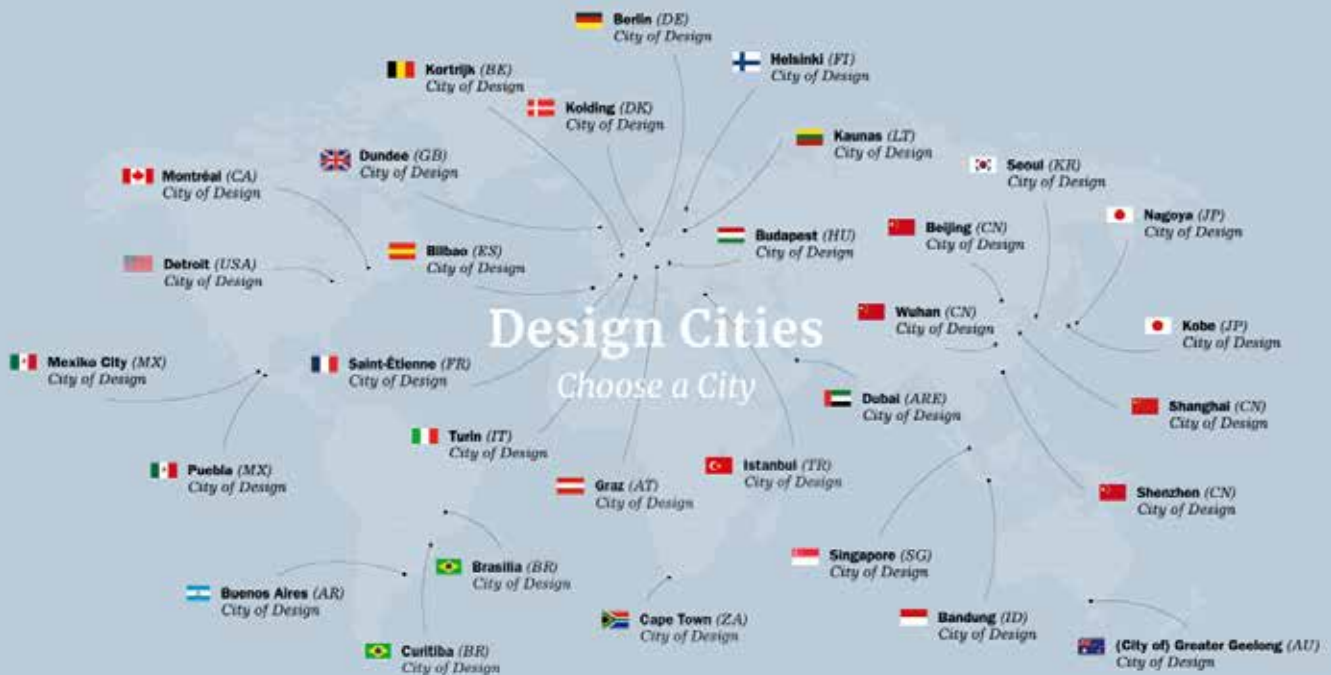 Berlin (DE)
City of Design
Helsinki (FI)
City of Design
Kortrijk (BE)
City of Design
Kolding (DK)
City of Design
Kaunas (LT)
City of Design
Dundee (GB)
City of Design
Seoul (KR)
City of Design
Montréal (CA)
City of Design
Nagoya (JP)
City of Design
Beijing (CN)
City of Design
Budapest (HU)
City of Design
Bilbao (ES)
City of Design
Detroit (USA)
City of Design
Wuhan (CN)
City of Design
Kobe (JP)
City of Design
Design Cities
Choose a City
Mexiko City (MX)
City of Design
Saint-Étienne (FR)
City of Design
Dubai (ARE)
City of Design
Shanghai (CN)
City of Design
Turin (IT)
City of Design
Puebla (MX)
City of Design
Istanbul (TR)
City of Design
Graz (AT)
City of Design
Shenzhen (CN)
City of Design
Singapore (SG)
City of Design
Brasilia (BR)
City of Design
Buenos Aires (AR)
City of Design
Cape Town (ZA)
City of Design
Bandung (ID)
City of Design
Curitiba (BR)
City of Design
(City of) Greater Geelong (AU)
City of Design